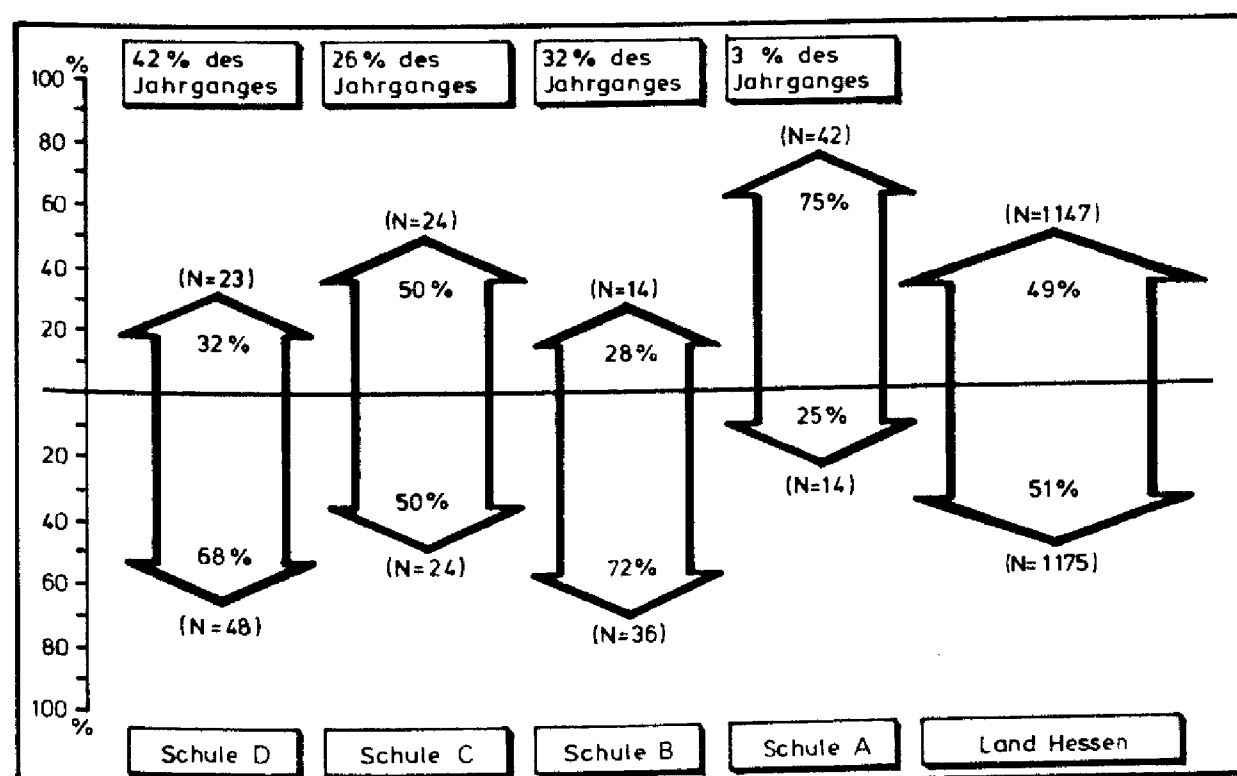 %
100
80
60
40
20
20
40
60
80
100
%
42 % des
Jahrganges
26 % des
Jahrganges
32 % des
Jahrganges
3 % des
Jahrganges
(N=23)
32 %
68 %
(N = 48)
(N=24)
50 %
50%
(N=24)
(N=14)
28 %
72%
(N=36)
(N=42)
75%
25%
(N=14)
(N=1147)
49%
51%
(N=1175)
Schule D
Schule C
Schule B
Schule A
Land Hessen